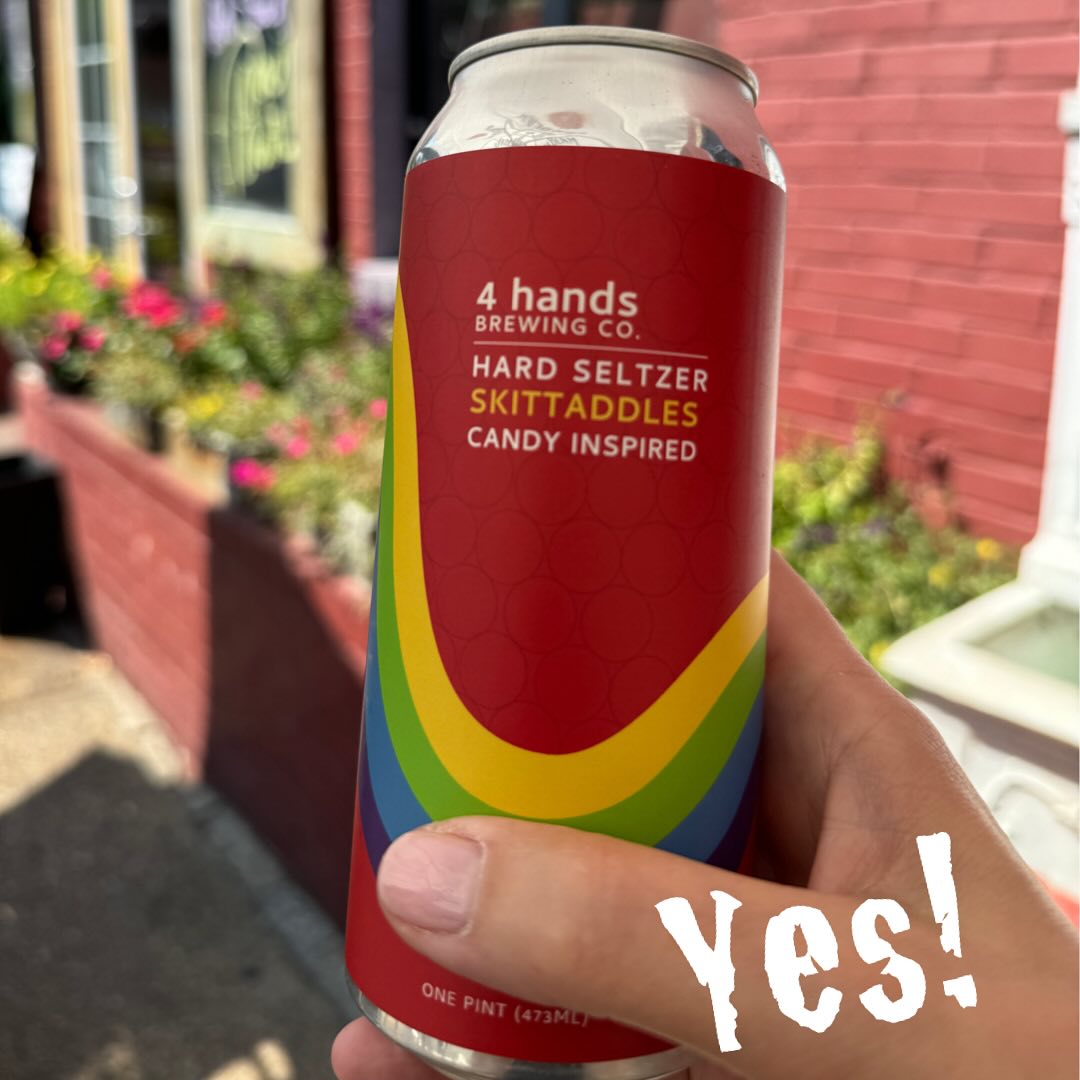 4 hands
BREWING CO.
HARD SELTZER
SKITTADDLES
CANDY INSPIRED
ONE PINT (473ML)
Yes!